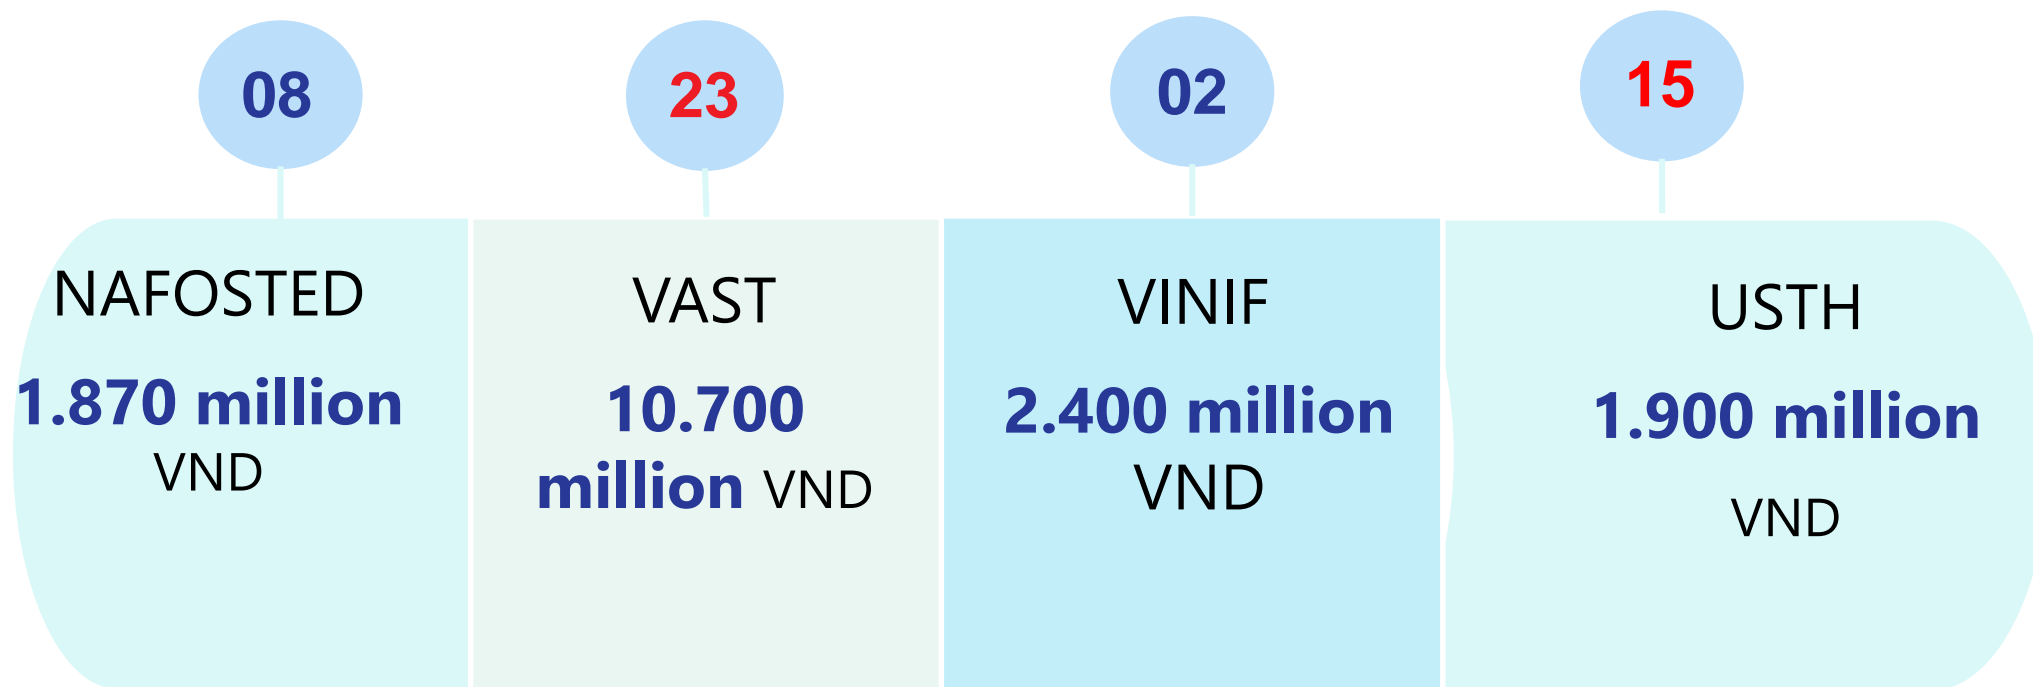 08
23
02
15
NAFOSTED
1.870 million
VND
VAST
10.700
million VND
VINIF
2.400 million
VND
USTH
1.900 million
VND